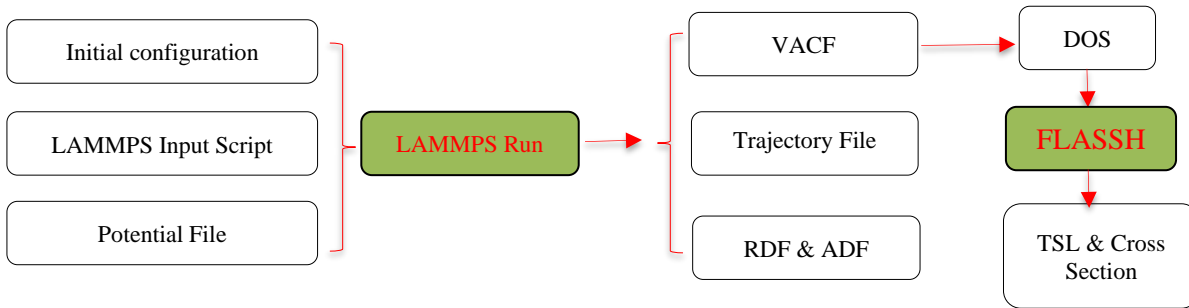 Initial configuration
LAMMPS Input Script
Potential File
LAMMPS Run
VACF
Trajectory File
RDF & ADF
DOS
FLASSH
TSL & Cross
Section